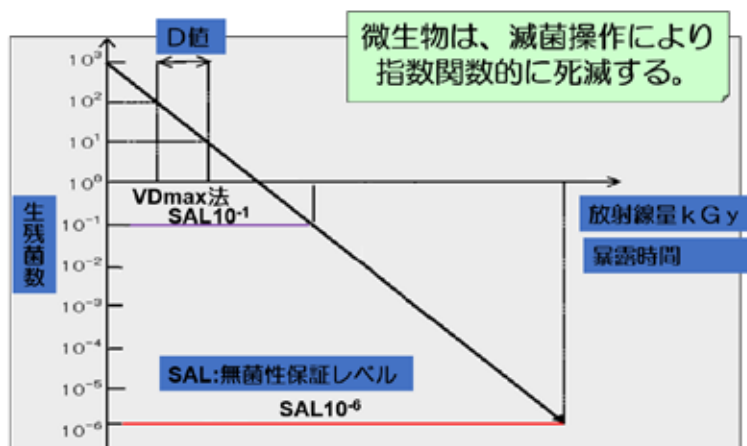 D値
微生物は、滅菌操作により
指数関数的に死滅する。
10³
10²
10¹
10⁰
VDmax法
SAL10⁻¹
10⁻¹
放射線量kGy
暴露時間
生残菌数
10⁻²
10⁻³
10⁻⁴
SAL:無菌性保証レベル
10⁻⁵
SAL10⁻⁶
10⁻⁶